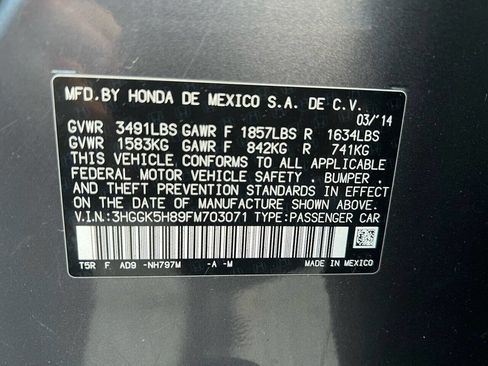 MFD.BY HONDA DE MEXICO S.A. DE C.V.
03/'14
GVWR 3491LBS GAWR F 1857LBS R 1634LBS
GVWR 1583KG GAWR F 842KG R 741KG
THIS VEHICLE CONFORMS TO ALL APPLICABLE
FEDERAL MOTOR VEHICLE SAFETY . BUMPER .
AND THEFT PREVENTION STANDARDS IN EFFECT
ON THE DATE OF MANUFACTURE SHOWN ABOVE .
V.I.N.:3HGGK5H89FM703071 TYPE:PASSENGER CAR
T5R F AD9 -NH797M -A -M MADE IN MEXICO